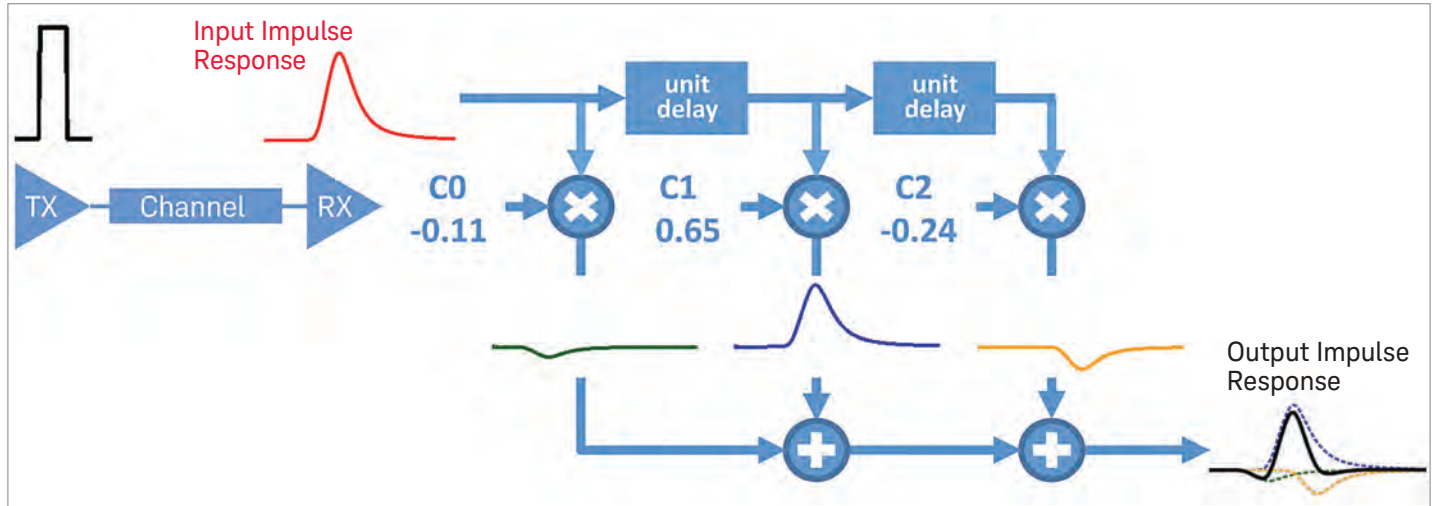 Input Impulse
Response
unit
delay
unit
delay
TX
Channel
RX
C0
-0.11
C1
0.65
C2
-0.24
Output Impulse
Response